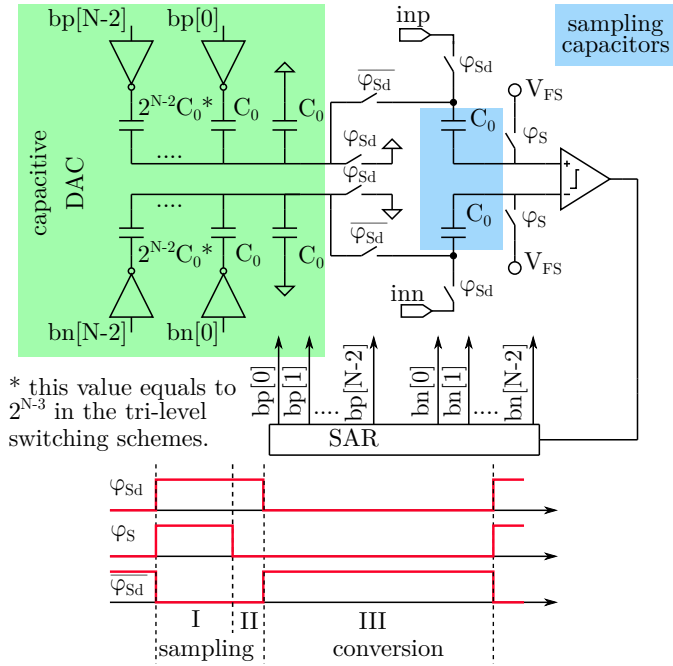 bp[N-2] bp[0] inp sampling
capacitors
φSd
φSd
VFS
2^N-2C0* C0 C0 C0 φS
φSd
+
....
capacitive
DAC
φSd
....
−
C0
φS
2^N-2C0* C0 C0 φSd VFS
φSd
bn[N-2] bn[0] inn
* this value equals to
2^N-3 in the tri-level
switching schemes.
bp[0] bp[1] .... bp[N-2] bn[0] bn[1] .... bn[N-2]
SAR
φSd
φS
φSd
I II III
sampling conversion